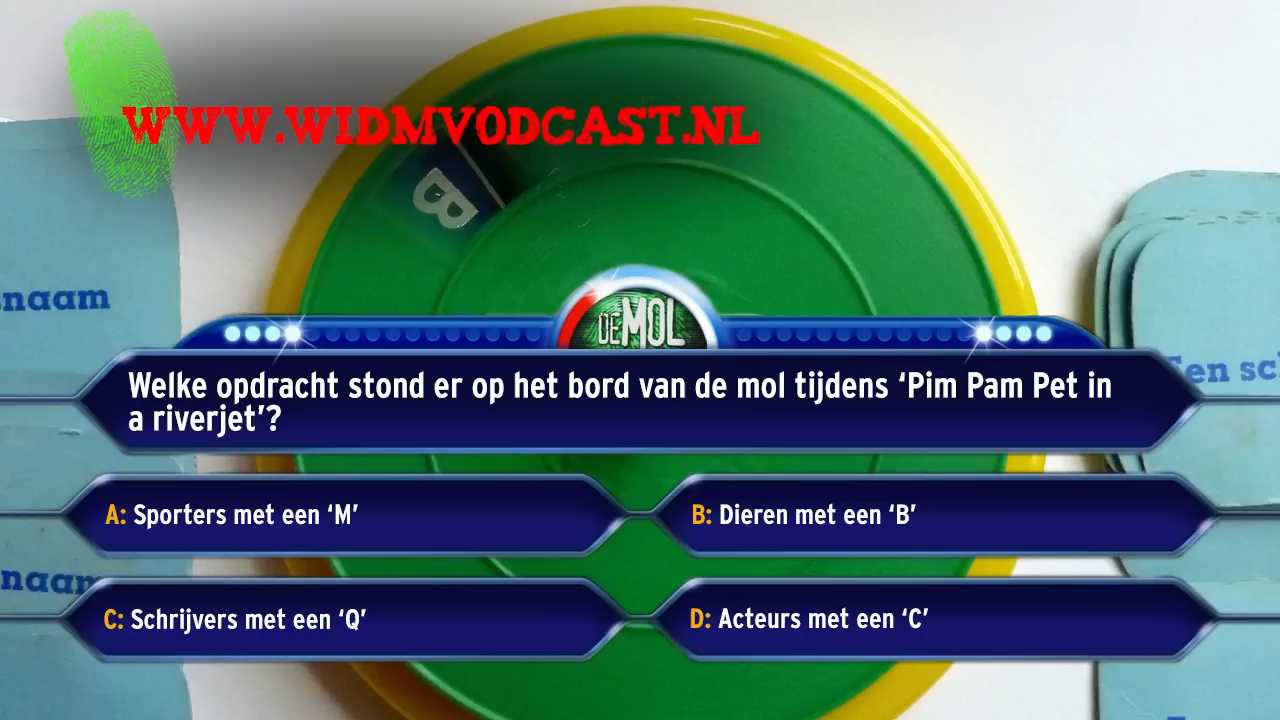 WWW.WIDMVODCAST.NL
B
naam
DE MOL
Welke opdracht stond er op het bord van de mol tijdens ‘Pim Pam Pet in
a riverjet’?
A: Sporters met een ‘M’
B: Dieren met een ‘B’
naam
C: Schrijvers met een ‘Q’
D: Acteurs met een ‘C’